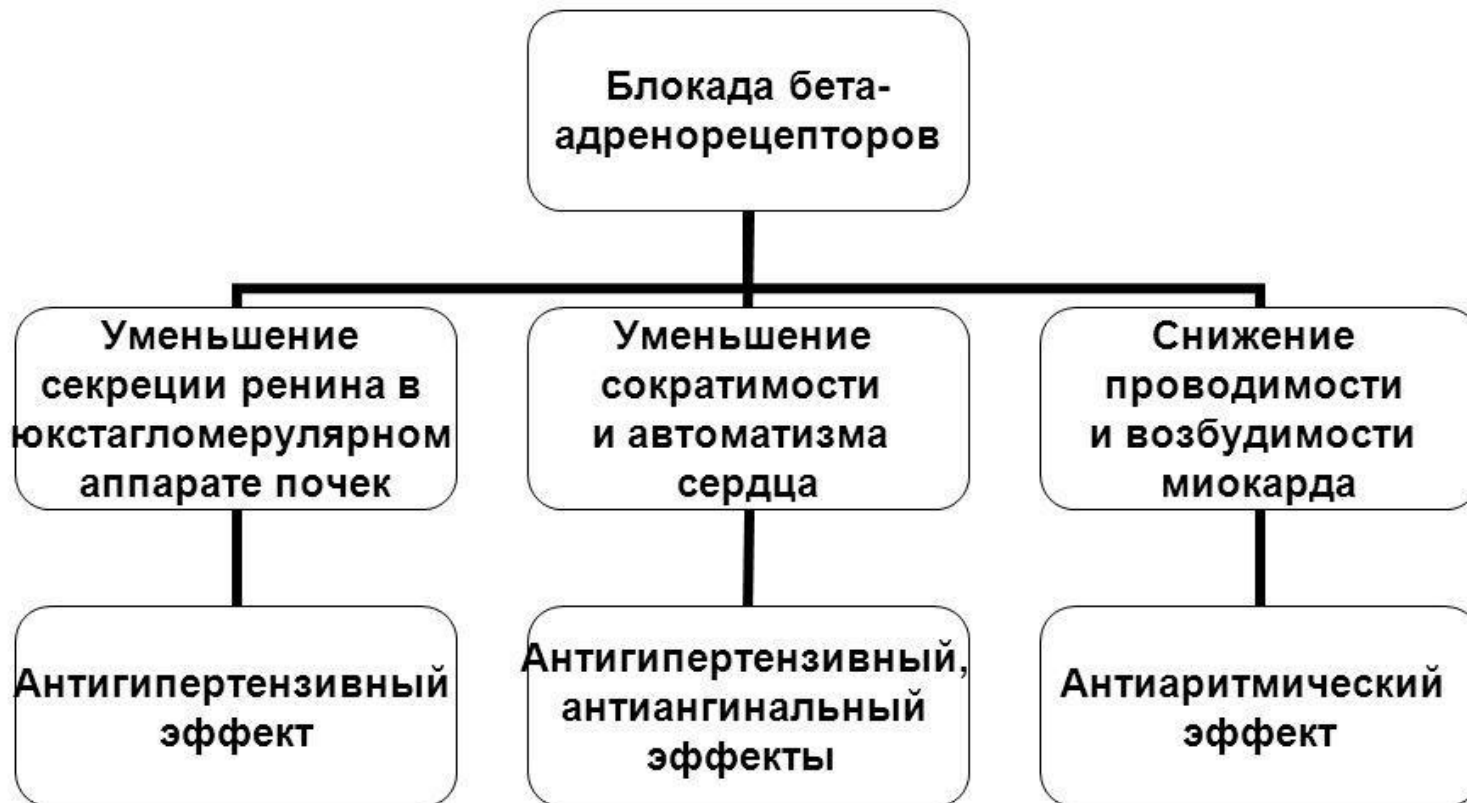 Блокада бета-
адренорецепторов
Уменьшение
секреции ренина в
юкстагломерулярном
аппарате почек
Уменьшение
сократимости
и автоматизма
сердца
Снижение
проводимости
и возбудимости
миокарда
Антигипертензивный
эффект
Антигипертензивный,
антиангинальный
эффекты
Антиаритмический
эффект